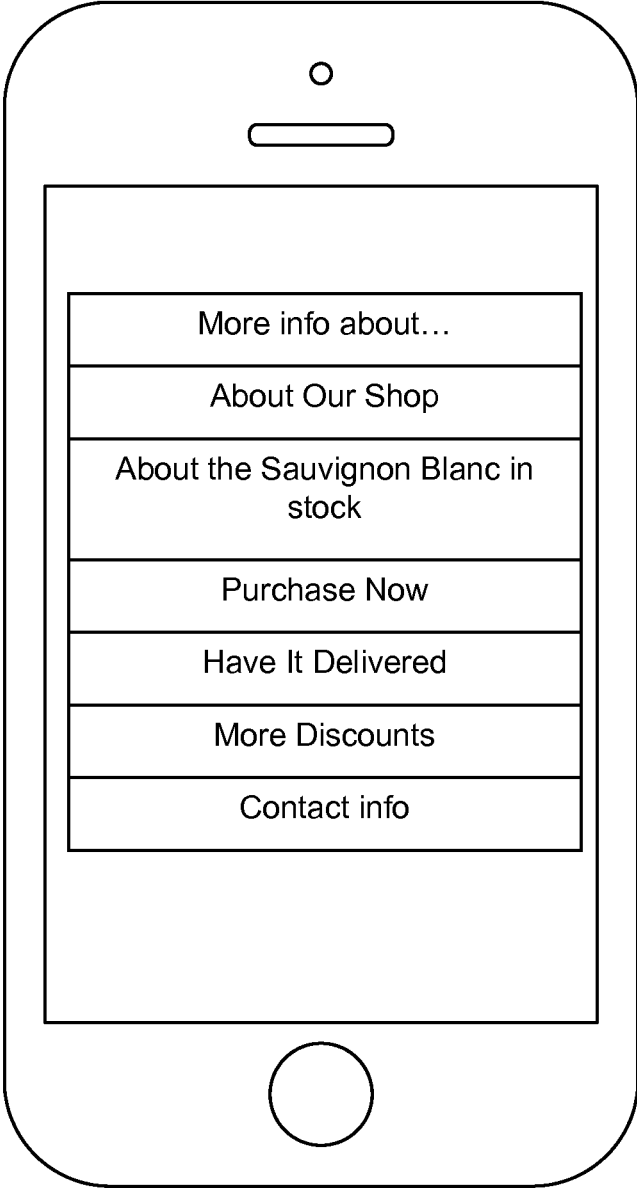 More info about…
About Our Shop
About the Sauvignon Blanc in
stock
Purchase Now
Have It Delivered
More Discounts
Contact info